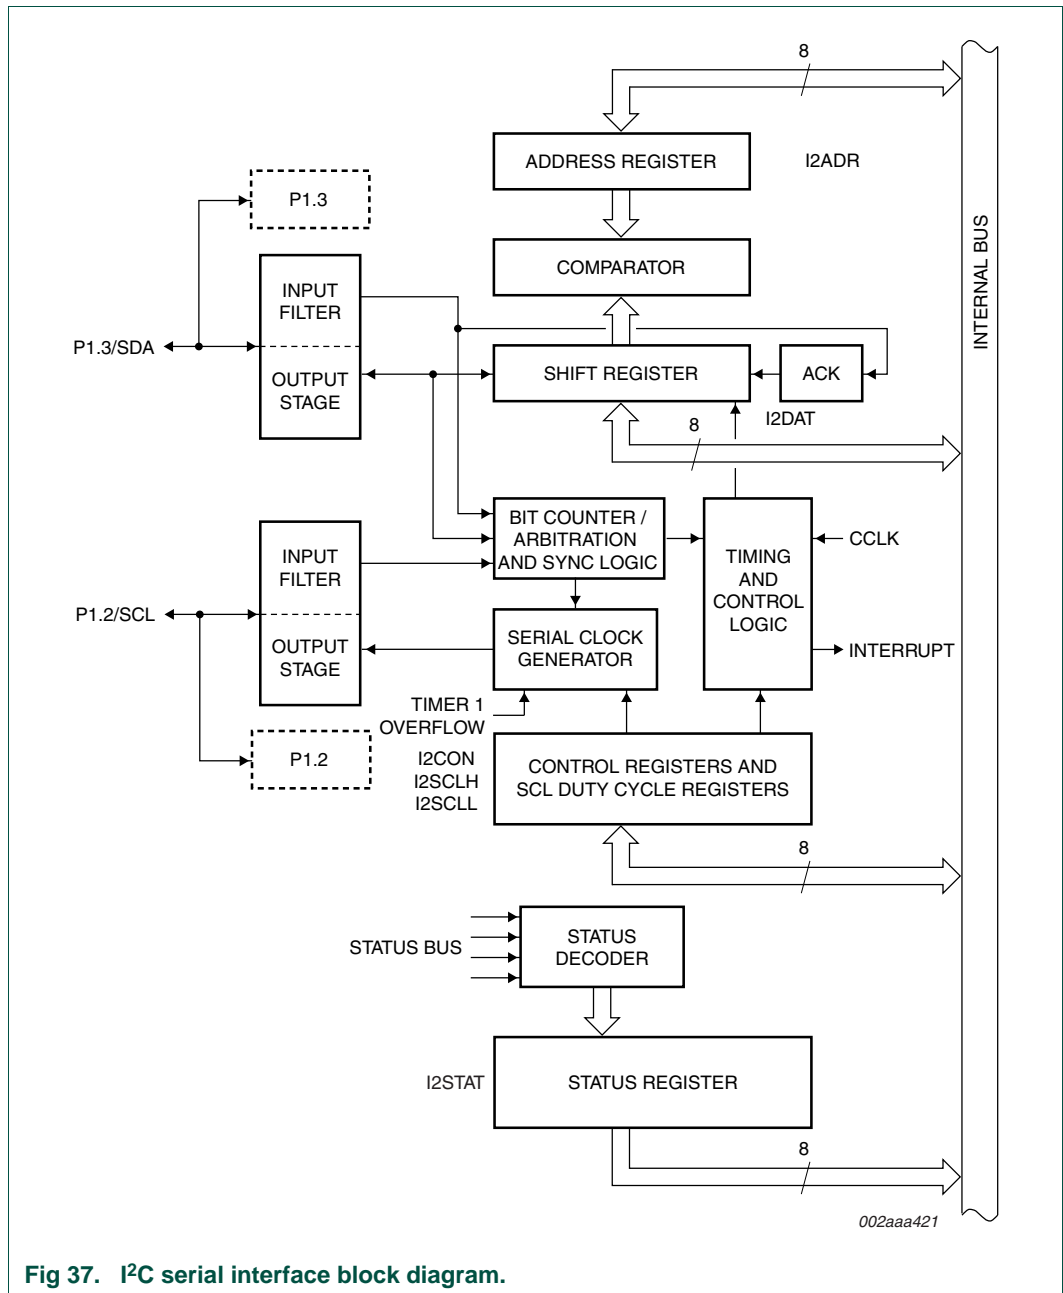 8
ADDRESS REGISTER
I2ADR
P1.3
INTERNAL BUS
COMPARATOR
INPUT
FILTER
P1.3/SDA
OUTPUT
STAGE
SHIFT REGISTER
ACK
I2DAT
8
BIT COUNTER /
ARBITRATION
AND SYNC LOGIC
INPUT
FILTER
P1.2/SCL
OUTPUT
STAGE
TIMING
AND
CONTROL
LOGIC
CCLK
INTERRUPT
SERIAL CLOCK
GENERATOR
TIMER 1
OVERFLOW
P1.2
I2CON
I2SCLH
I2SCLL
CONTROL REGISTERS AND
SCL DUTY CYCLE REGISTERS
8
STATUS BUS
STATUS
DECODER
I2STAT
STATUS REGISTER
8
002aaa421
Fig 37. I²C serial interface block diagram.